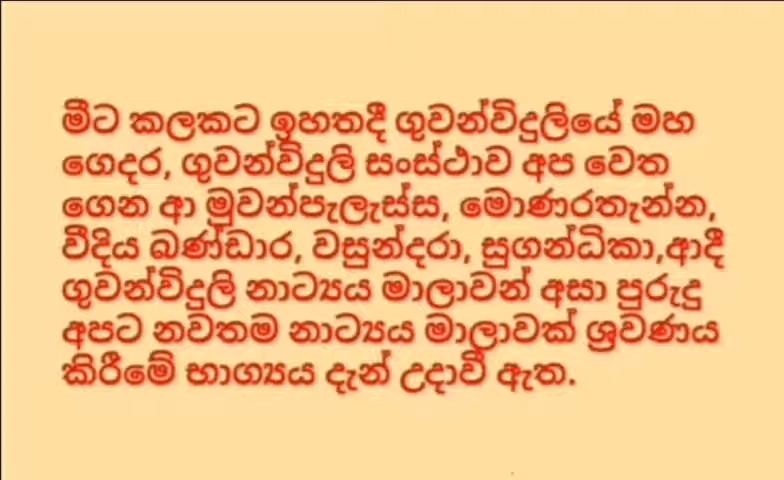 මීට කලකට ඉහතදී ගුවන්විදුලියේ මහ
ගෙදර, ගුවන්විදුලි සංස්ථාව අප වෙත
ගෙන ආ මුවන්පැලැස්ස, මොණරතැන්න,
වීදිය බණ්ඩාර, වසුන්දරා, සුගන්ධිකා,ආදී
ගුවන්විදුලි නාට්‍යය මාලාවන් අසා පුරුදු
අපට නවතම නාට්‍යය මාලාවක් ශ්‍රවණය
කිරීමේ භාග්‍යය දැන් උදාවී ඇත.